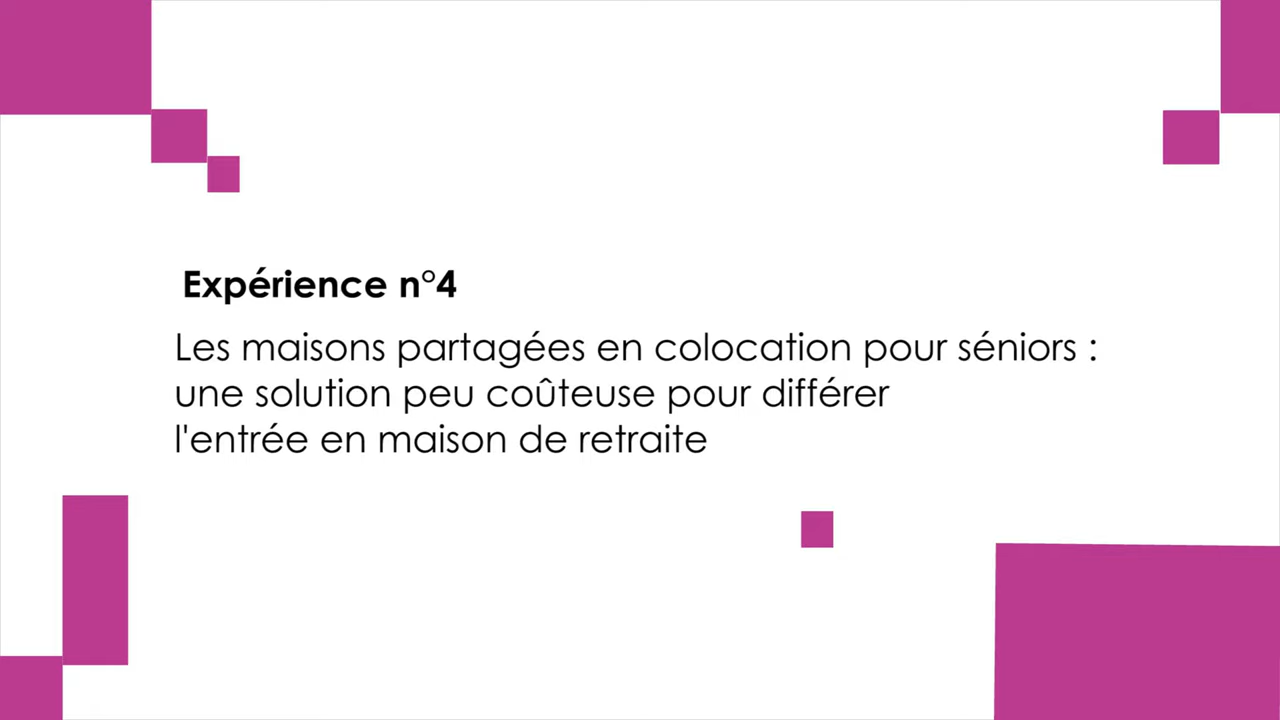 Expérience n°4
Les maisons partagées en colocation pour séniors :
une solution peu coûteuse pour différer
l'entrée en maison de retraite